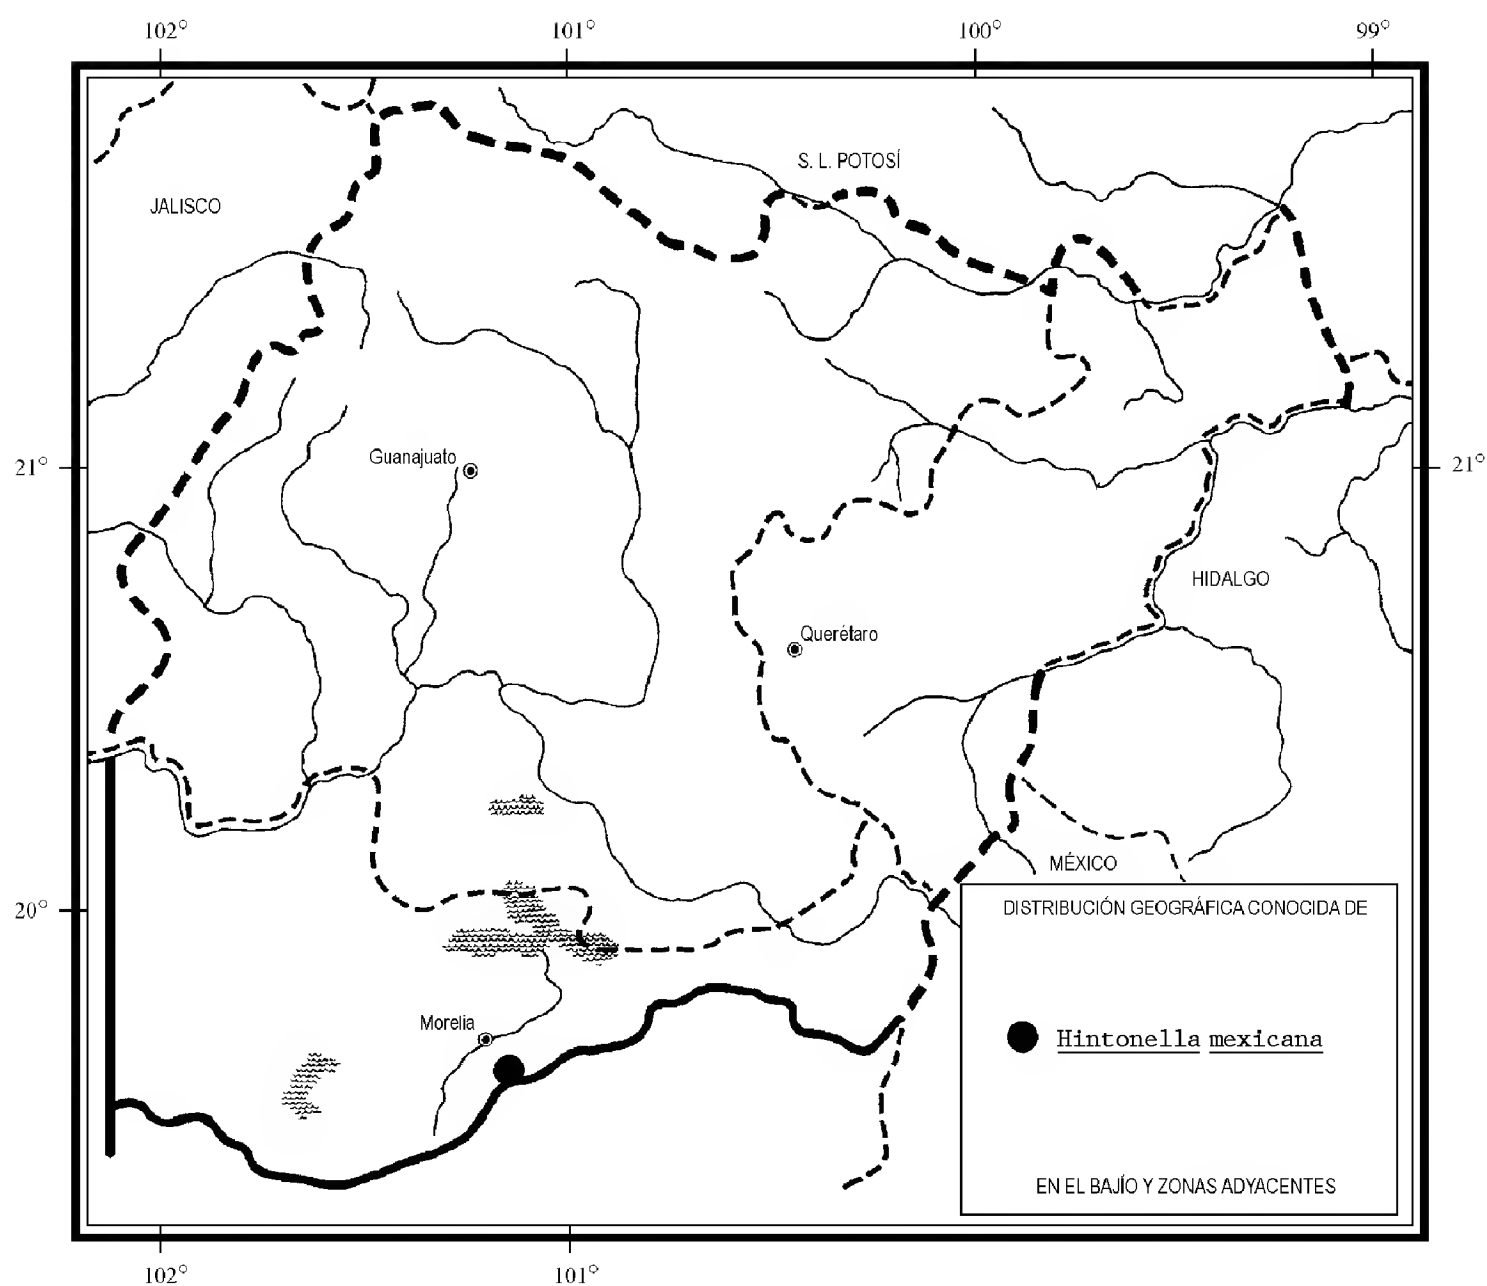 102° 101° 100° 99°
S. L. POTOSÍ
JALISCO
Guanajuato
21° 21°
HIDALGO
Querétaro
MÉXICO
20°
DISTRIBUCIÓN GEOGRÁFICA CONOCIDA DE
Morelia
Hintonella mexicana
EN EL BAJÍO Y ZONAS ADYACENTES
102° 101°